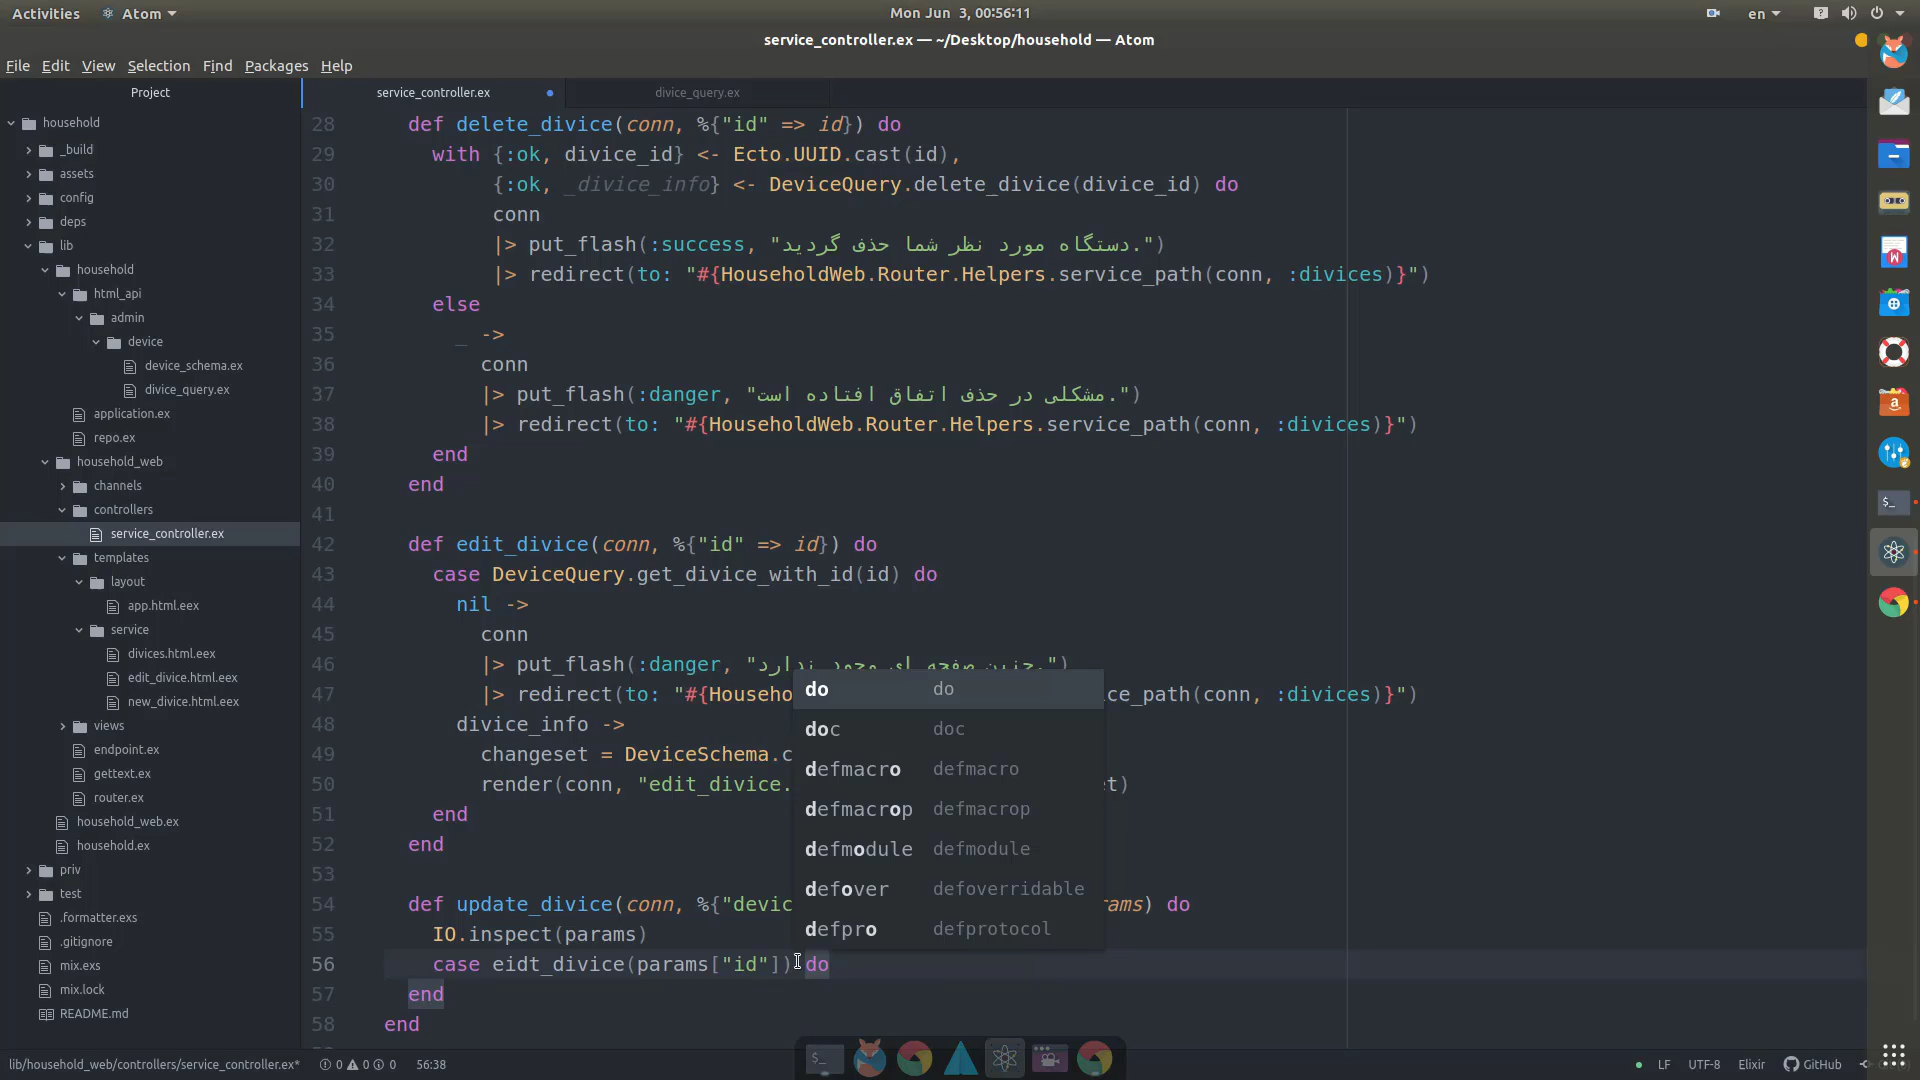 Activities Atom Mon Jun 3, 00:56:11 en
service_controller.ex — ~/Desktop/household — Atom
File Edit View Selection Find Packages Help
Project
household
_build
assets
config
deps
lib
household
html_api
admin
device
device_schema.ex
divice_query.ex
application.ex
repo.ex
household_web
channels
controllers
service_controller.ex
templates
layout
app.html.eex
service
divices.html.eex
edit_divice.html.eex
new_divice.html.eex
views
endpoint.ex
gettext.ex
router.ex
household_web.ex
household.ex
priv
test
.formatter.exs
.gitignore
mix.exs
mix.lock
README.md
service_controller.ex divice_query.ex
28 def delete_divice(conn, %{"id" => id}) do
29 with {:ok, divice_id} <- Ecto.UUID.cast(id),
30 {:ok, _divice_info} <- DeviceQuery.delete_divice(divice_id) do
31 conn
32 |> put_flash(:success, "دستگاه مورد نظر شما حذف گردید.")
33 |> redirect(to: "#{HouseholdWeb.Router.Helpers.service_path(conn, :divices)}")
34 else
35 _ ->
36 conn
37 |> put_flash(:danger, "مشکلی در حذف اتفاق افتاده است.")
38 |> redirect(to: "#{HouseholdWeb.Router.Helpers.service_path(conn, :divices)}")
39 end
40 end
41
42 def edit_divice(conn, %{"id" => id}) do
43 case DeviceQuery.get_divice_with_id(id) do
44 nil ->
45 conn
46 |> put_flash(:danger, "چنین صفحه ای وجود ندارد.")
47 |> redirect(to: "#{Househo ce_path(conn, :divices)}")
48 divice_info ->
49 changeset = DeviceSchema.c
50 render(conn, "edit_divice. t)
51 end
52 end
53
54 def update_divice(conn, %{"devic ams) do
55 IO.inspect(params)
56 case eidt_divice(params["id"]) do
57 end
58 end
do do
doc doc
defmacro defmacro
defmacrop defmacrop
defmodule defmodule
defover defoverridable
defpro defprotocol
lib/household_web/controllers/service_controller.ex* 0 0 0 56:38 LF UTF-8 Elixir GitHub